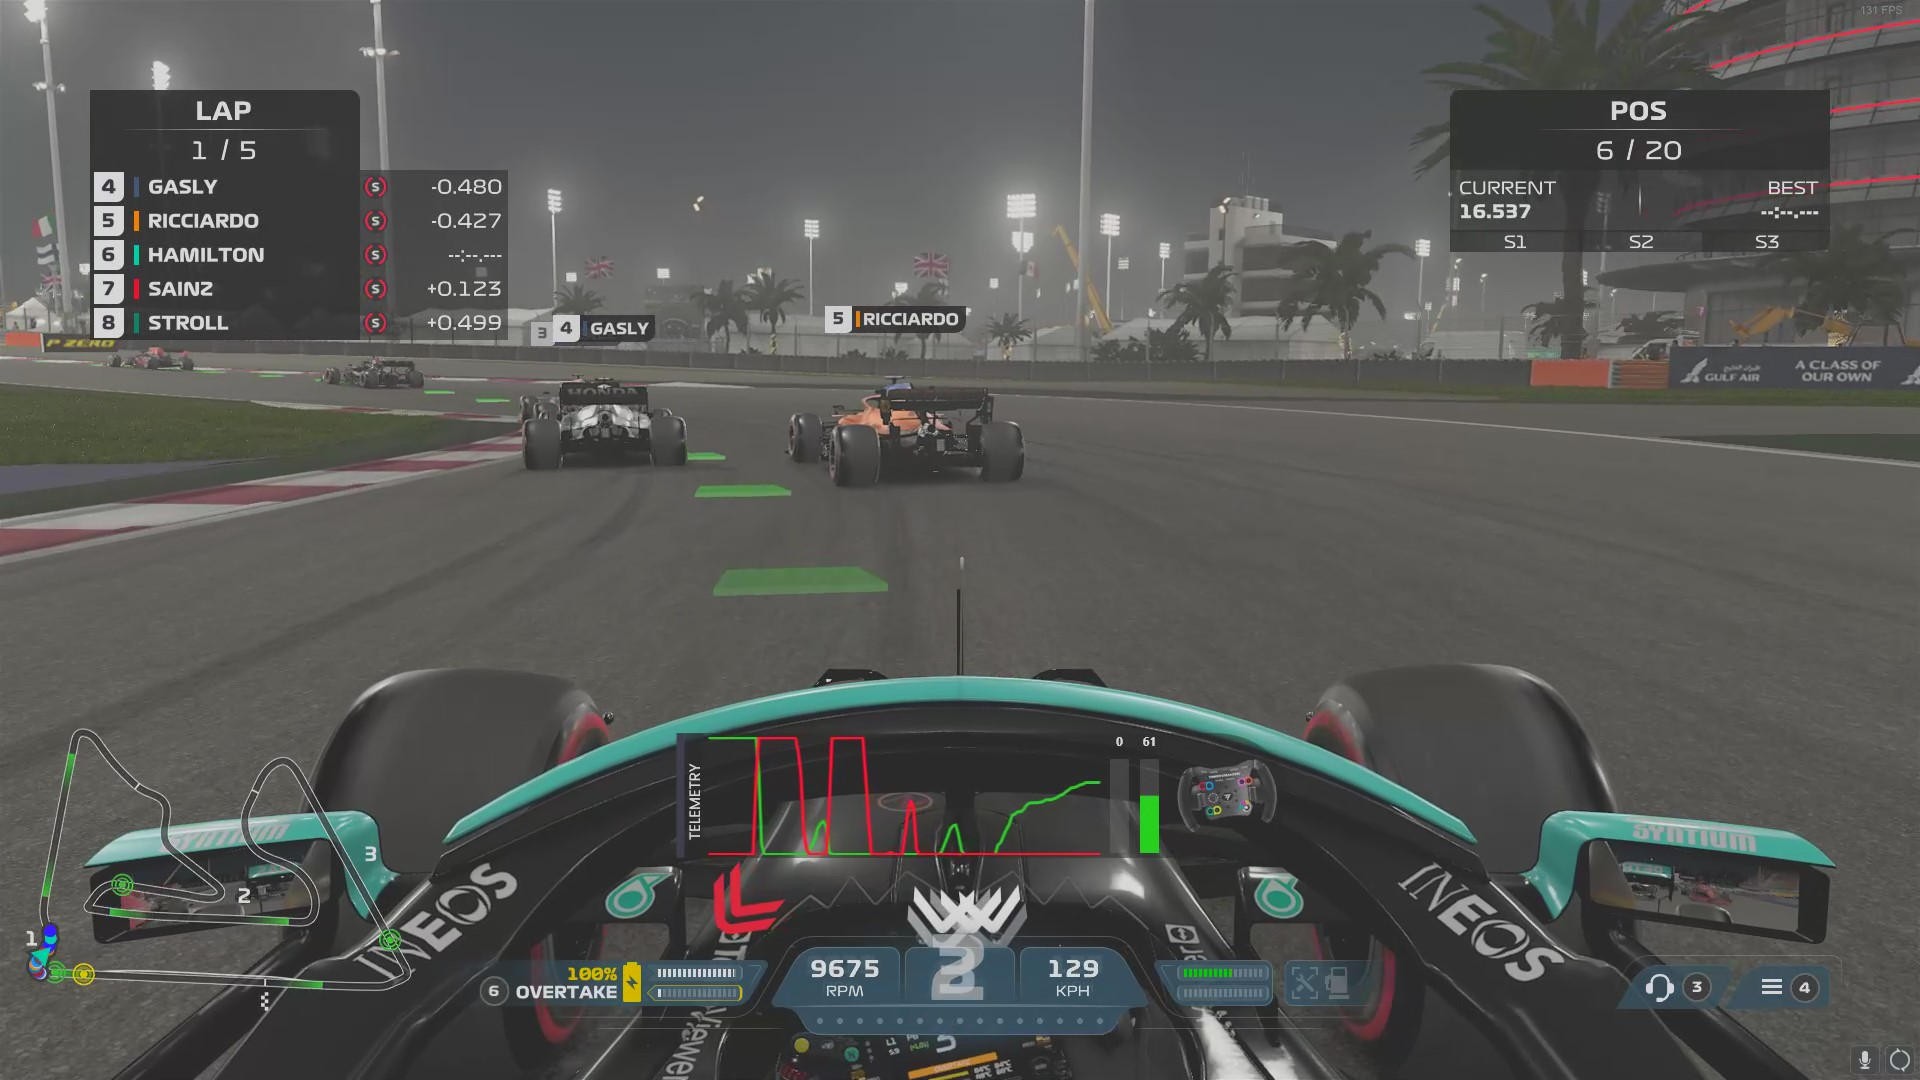 131 FPS
LAP
1 / 5
4 GASLY S -0.480
5 RICCIARDO S -0.427
6 HAMILTON S --:--.---
7 SAINZ S +0.123
8 STROLL S +0.499
POS
6 / 20
CURRENT BEST
16.537 --:--.---
S1 S2 S3
3 4 GASLY
5 RICCIARDO
P ZERO
GULF AIR
A CLASS OF
OUR OWN
HONDA
TELEMETRY
0 61
SYNTIUM
SYNTIUM
INEOS
INEOS
1
2
3
100%
6 OVERTAKE
9675
RPM
2
129
KPH
3
4